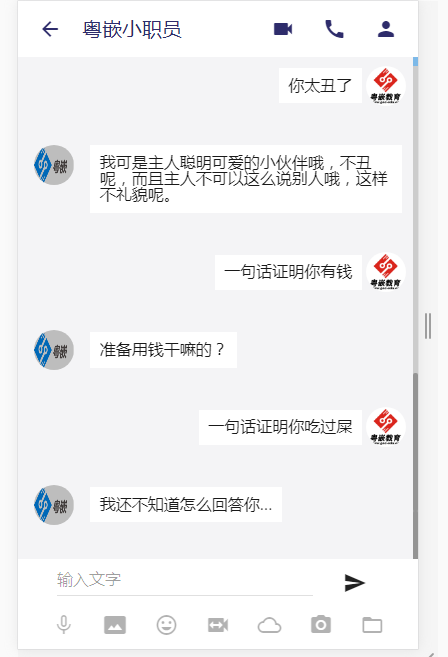 粤嵌小职员
你太丑了
粤嵌教育
粤嵌
我可是主人聪明可爱的小伙伴哦，不丑
呢，而且主人不可以这么说别人哦，这样
不礼貌呢。
一句话证明你有钱
粤嵌教育
粤嵌
准备用钱干嘛的？
一句话证明你吃过屎
粤嵌教育
粤嵌
我还不知道怎么回答你...
输入文字